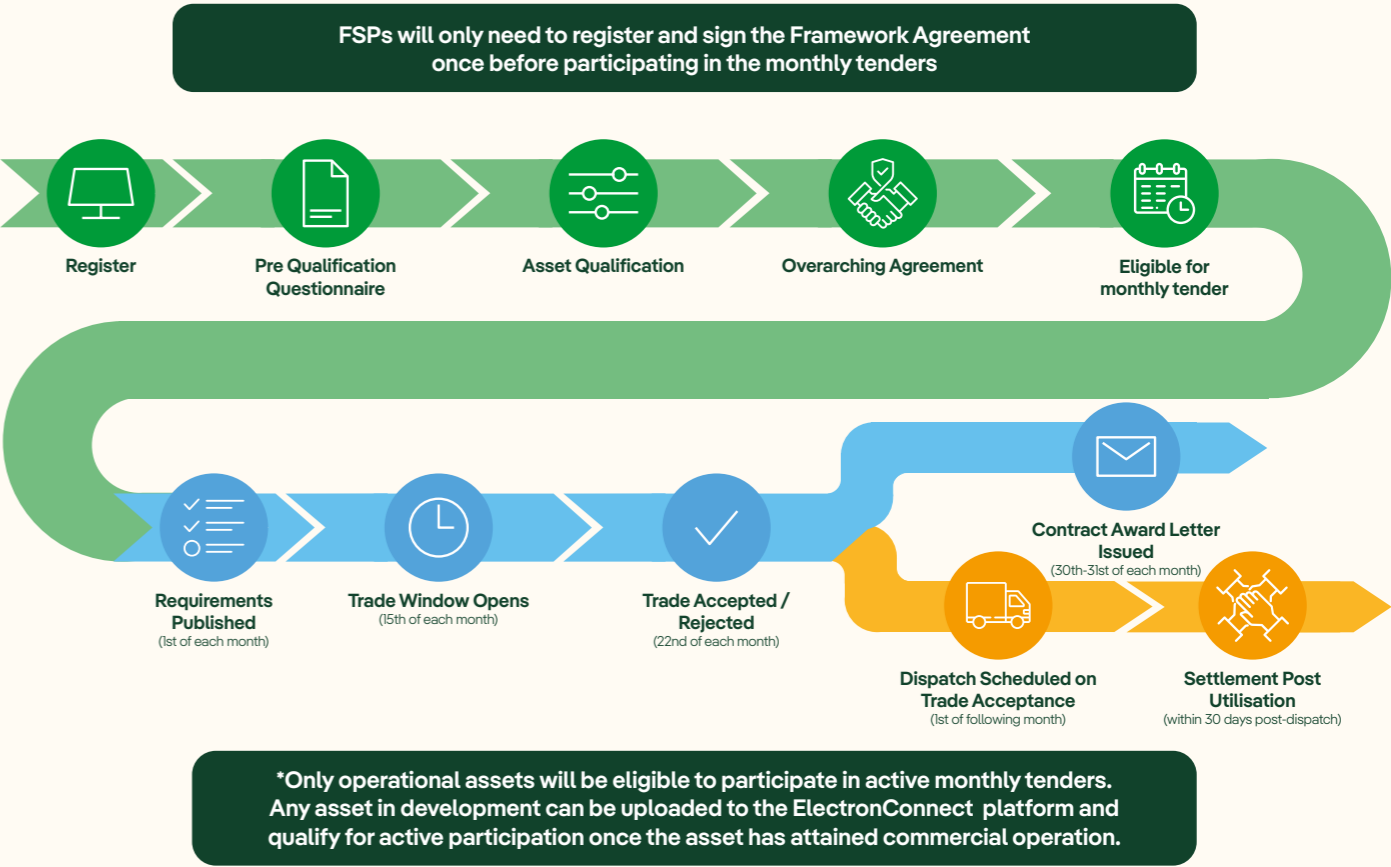 FSPs will only need to register and sign the Framework Agreement
once before participating in the monthly tenders
Register
Pre Qualification
Questionnaire
Asset Qualification
Overarching Agreement
Eligible for
monthly tender
Requirements
Published
(1st of each month)
Trade Window Opens
(15th of each month)
Trade Accepted /
Rejected
(22nd of each month)
Contract Award Letter
Issued
(30th-31st of each month)
Dispatch Scheduled on
Trade Acceptance
(1st of following month)
Settlement Post
Utilisation
(within 30 days post-dispatch)
*Only operational assets will be eligible to participate in active monthly tenders.
Any asset in development can be uploaded to the ElectronConnect platform and
qualify for active participation once the asset has attained commercial operation.